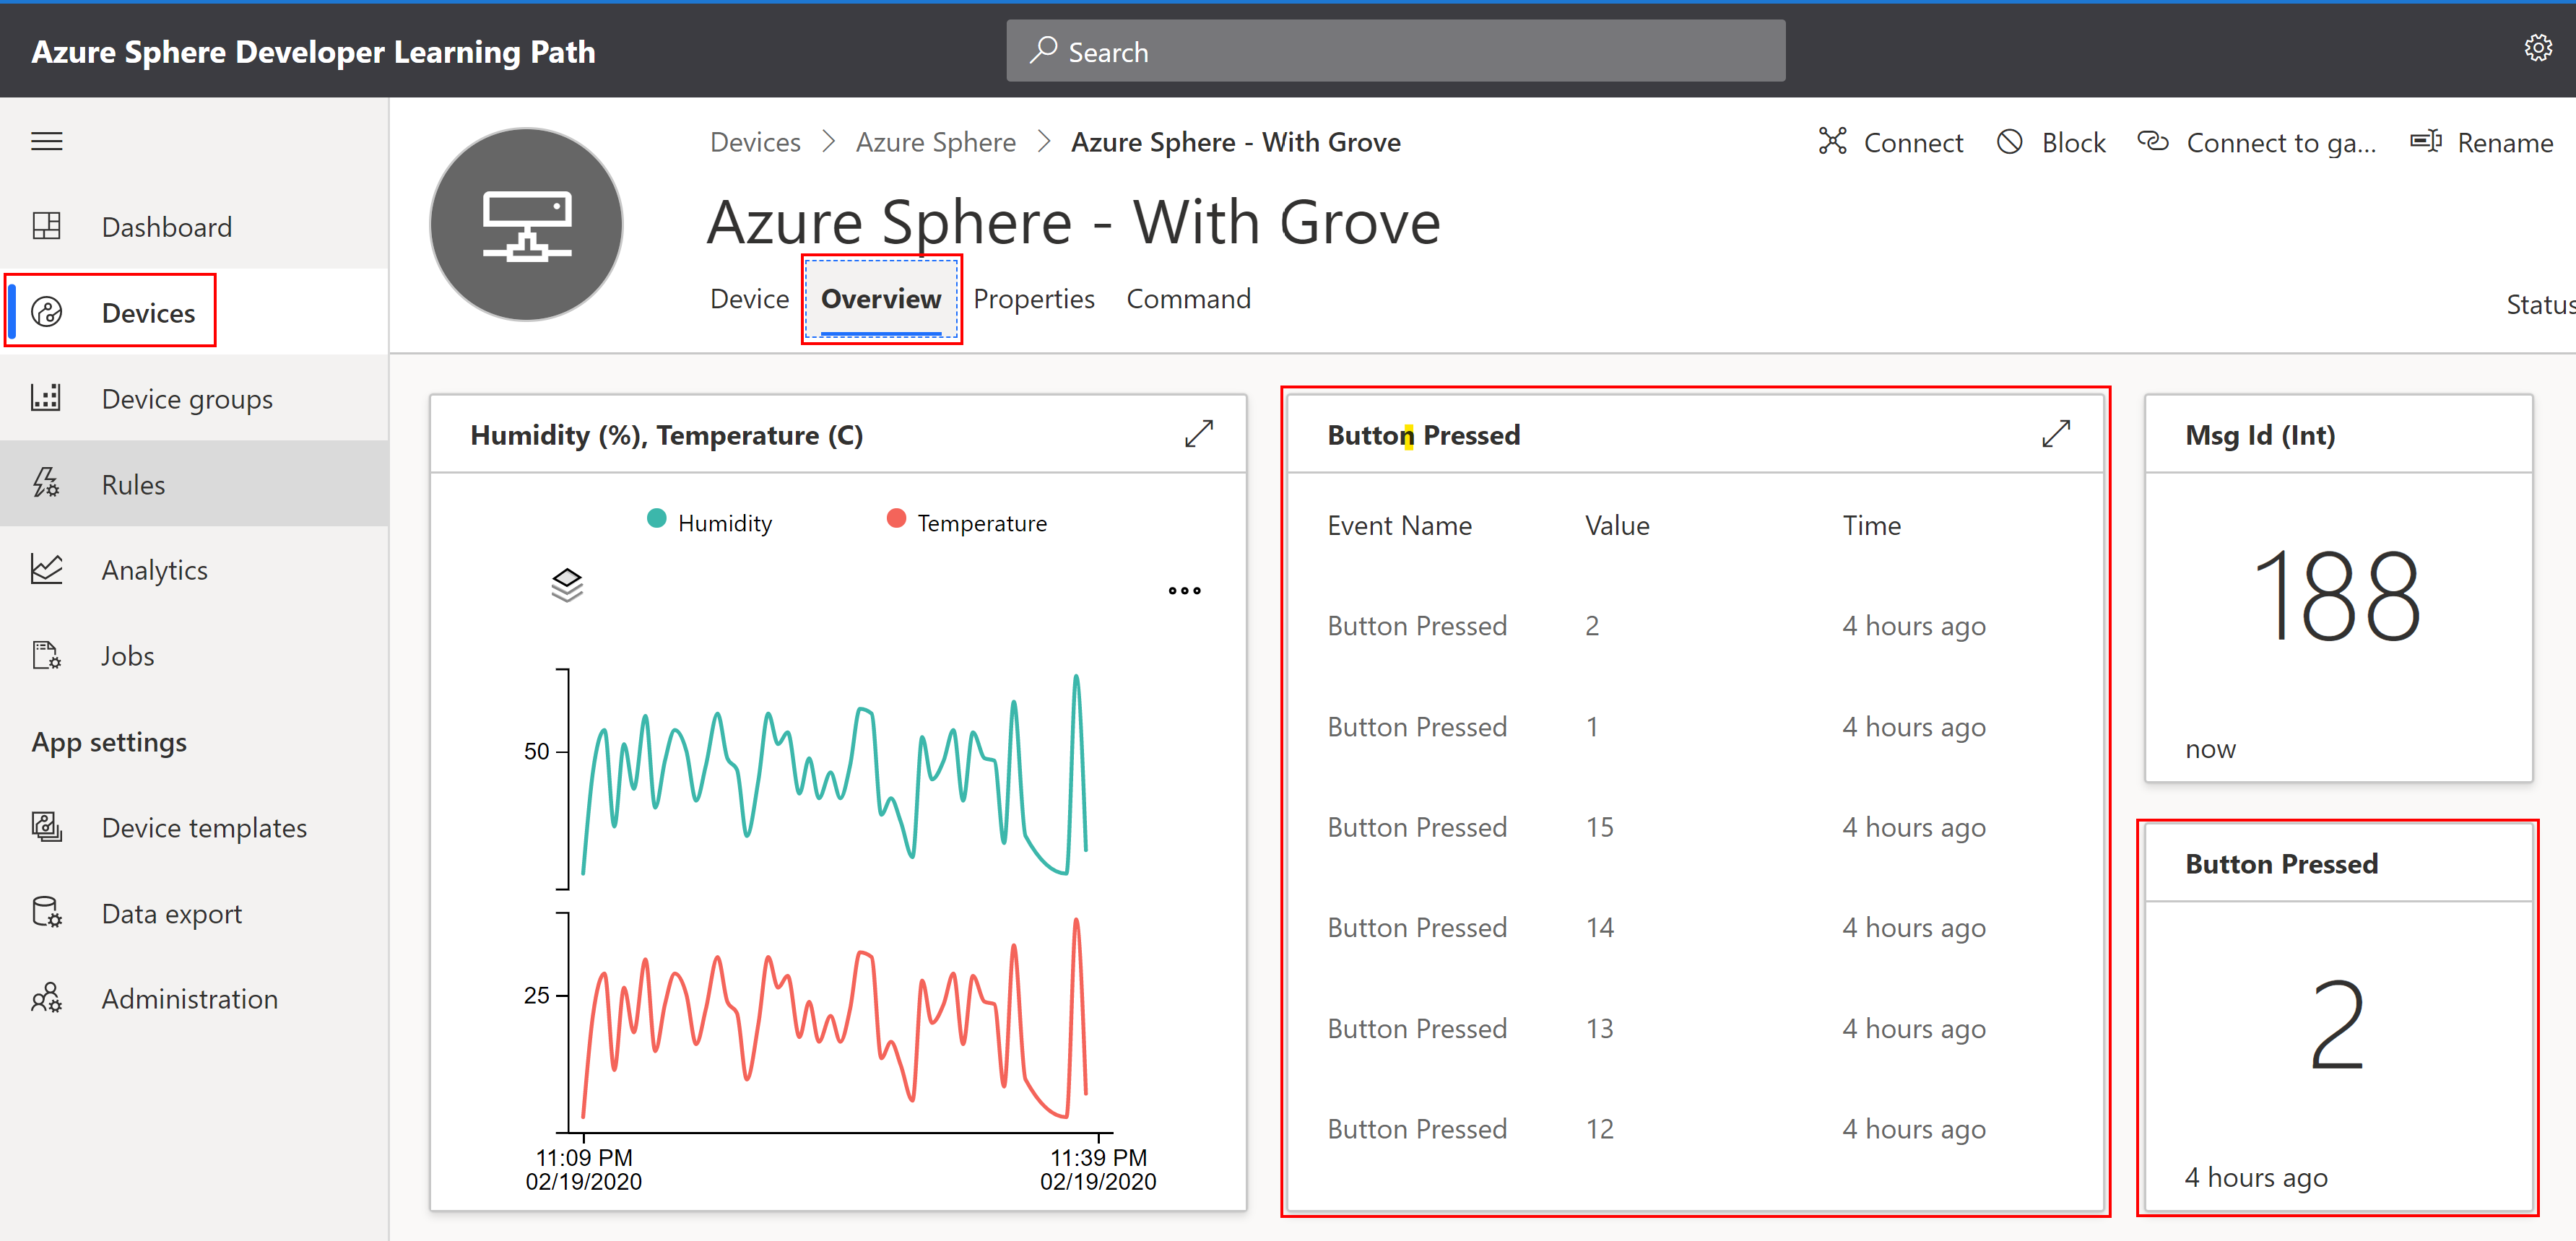 Azure Sphere Developer Learning Path
Search
Dashboard
Devices
Device groups
Rules
Analytics
Jobs
App settings
Device templates
Data export
Administration
Devices > Azure Sphere > Azure Sphere - With Grove
Connect
Block
Connect to ga...
Rename
Azure Sphere - With Grove
Device Overview Properties Command
Status
Humidity (%), Temperature (C)
Humidity Temperature
50
25
11:09 PM 11:39 PM
02/19/2020 02/19/2020
Button Pressed
Event Name Value Time
Button Pressed 2 4 hours ago
Button Pressed 1 4 hours ago
Button Pressed 15 4 hours ago
Button Pressed 14 4 hours ago
Button Pressed 13 4 hours ago
Button Pressed 12 4 hours ago
Msg Id (Int)
188
now
Button Pressed
2
4 hours ago